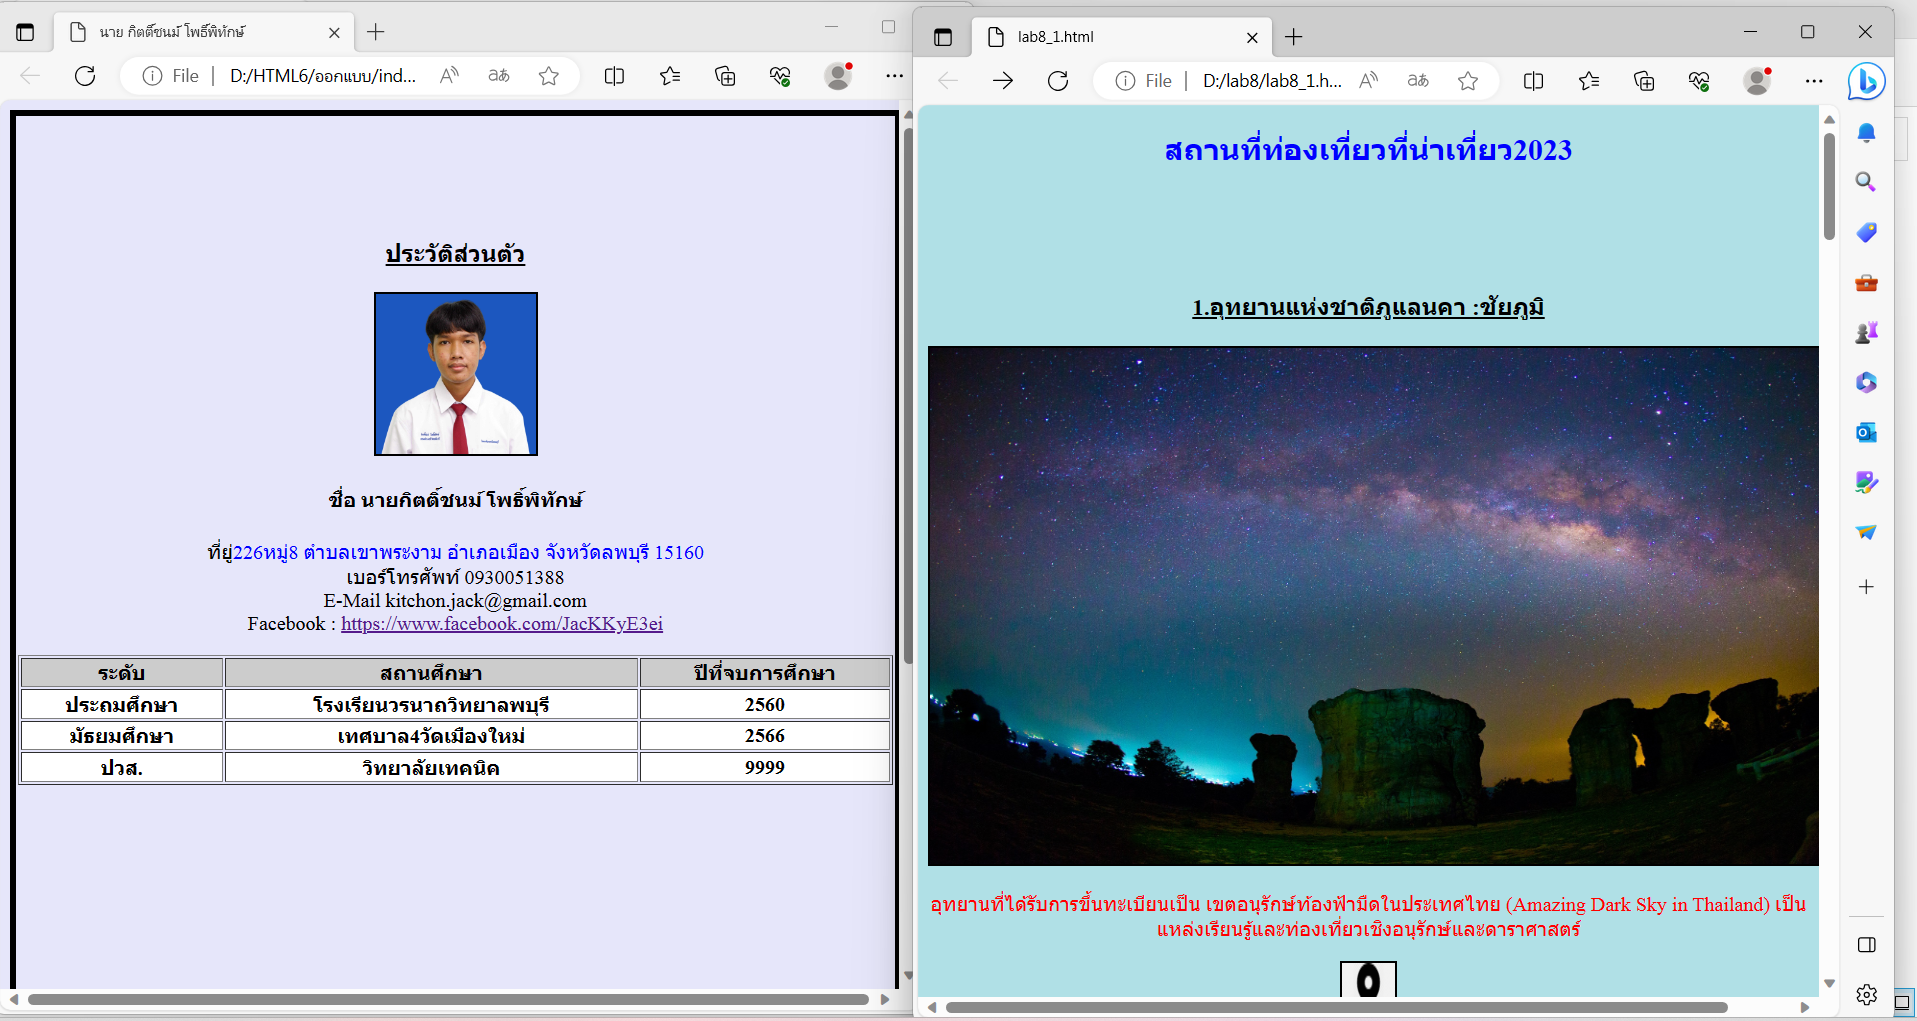 นาย กิตติ์ชนม์ โพธิ์พิทักษ์
File
D:/HTML6/ออกแบบ/ind...
ประวัติส่วนตัว
ชื่อ นายกิตติ์ชนม์ โพธิ์พิทักษ์
ที่ยู่226หมู่8 ตำบลเขาพระงาม อำเภอเมือง จังหวัดลพบุรี 15160
เบอร์โทรศัพท์ 0930051388
E-Mail kitchon.jack@gmail.com
Facebook : https://www.facebook.com/JacKKyE3ei
ระดับ สถานศึกษา ปีที่จบการศึกษา
ประถมศึกษา โรงเรียนวรนาถวิทยาลพบุรี 2560
มัธยมศึกษา เทศบาล4วัดเมืองใหม่ 2566
ปวส. วิทยาลัยเทคนิค 9999
lab8_1.html
File
D:/lab8/lab8_1.h...
สถานที่ท่องเที่ยวที่น่าเที่ยว2023
1.อุทยานแห่งชาติภูแลนคา :ชัยภูมิ
อุทยานที่ได้รับการขึ้นทะเบียนเป็น เขตอนุรักษ์ท้องฟ้ามืดในประเทศไทย (Amazing Dark Sky in Thailand) เป็น
แหล่งเรียนรู้และท่องเที่ยวเชิงอนุรักษ์และดาราศาสตร์